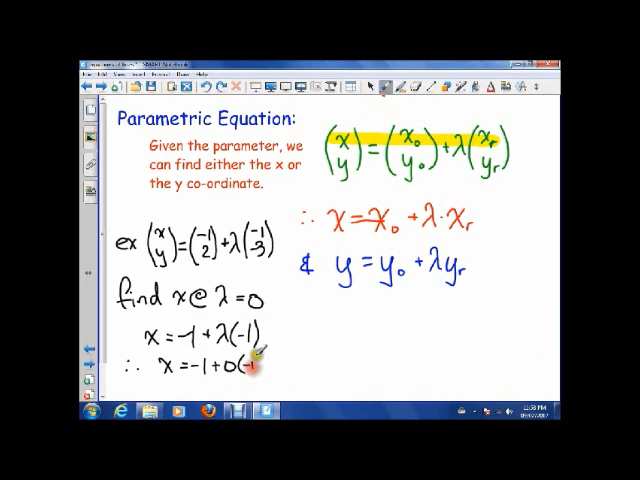 Parametric Equation:
Given the parameter, we
can find either the x or
the y co-ordinate.
(x y) = (x₀ y₀) + λ(xᵣ yᵣ)
∴ x = x₀ + λ·xᵣ
& y = y₀ + λyᵣ
ex (x y) = (-1 2) + λ(-1 -3)
find x @ λ = 0
x = -1 + λ(-1)
∴ x = -1 + 0(-1